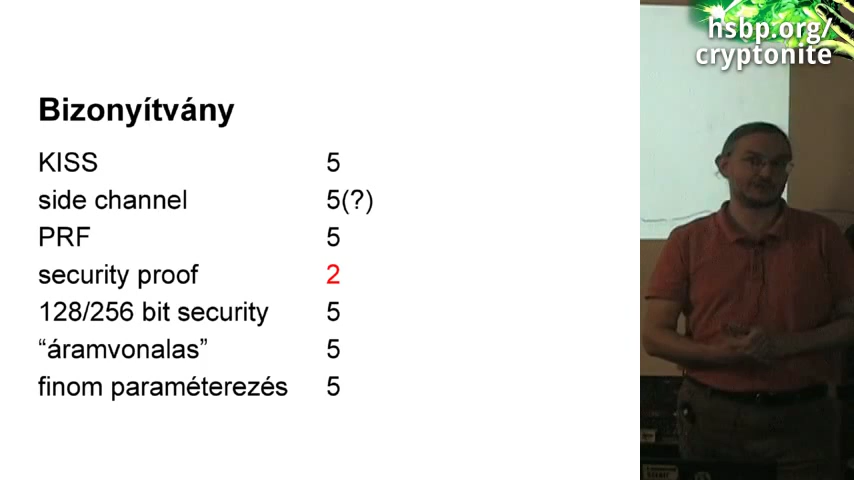 hsbp.org/
cryptonite
Bizonyítvány
KISS 5
side channel 5(?)
PRF 5
security proof 2
128/256 bit security 5
“áramvonalas” 5
finom paraméterezés 5